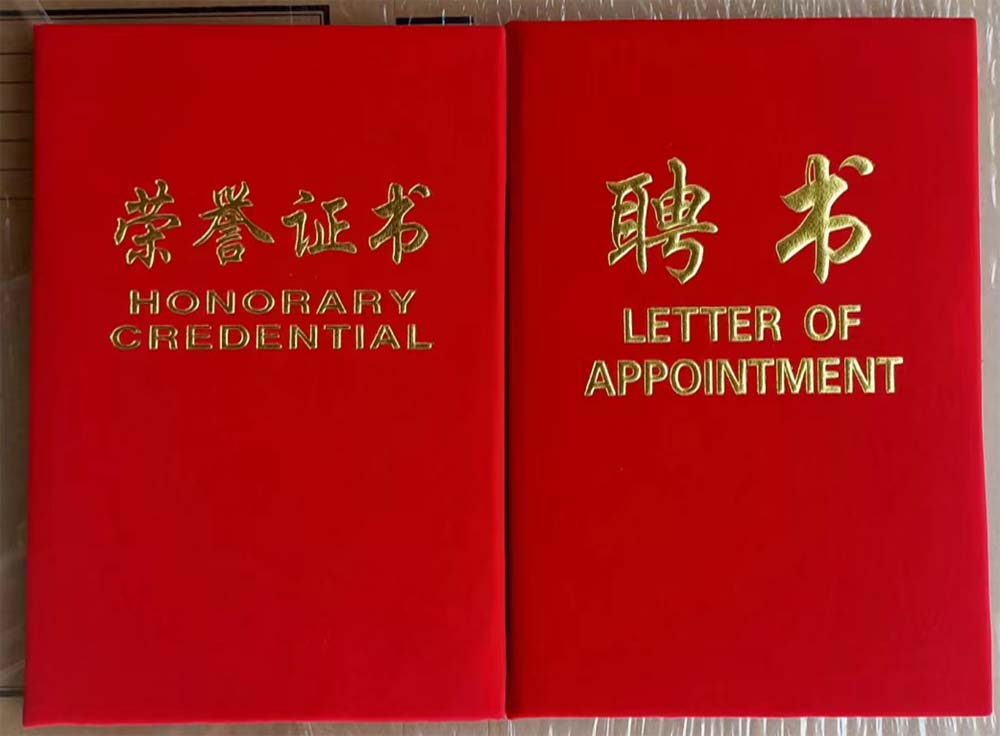 荣誉证书
HONORARY
CREDENTIAL
聘书
LETTER OF
APPOINTMENT